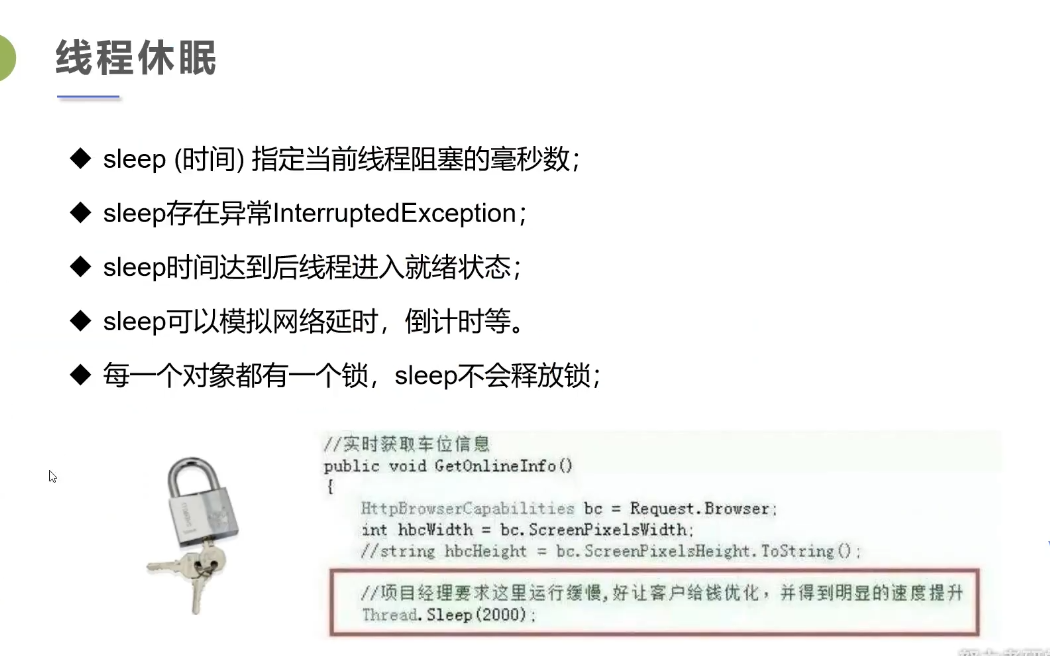 线程休眠
◆ sleep (时间) 指定当前线程阻塞的毫秒数；
◆ sleep存在异常InterruptedException；
◆ sleep时间达到后线程进入就绪状态；
◆ sleep可以模拟网络延时，倒计时等。
◆ 每一个对象都有一个锁，sleep不会释放锁；
//实时获取车位信息
public void GetOnlineInfo()
{
HttpBrowserCapabilities bc = Request.Browser;
int hbcWidth = bc.ScreenPixelsWidth;
//string hbcHeight = bc.ScreenPixelsHeight.ToString();
//项目经理要求这里运行缓慢,好让客户给钱优化，并得到明显的速度提升
Thread.Sleep(2000);